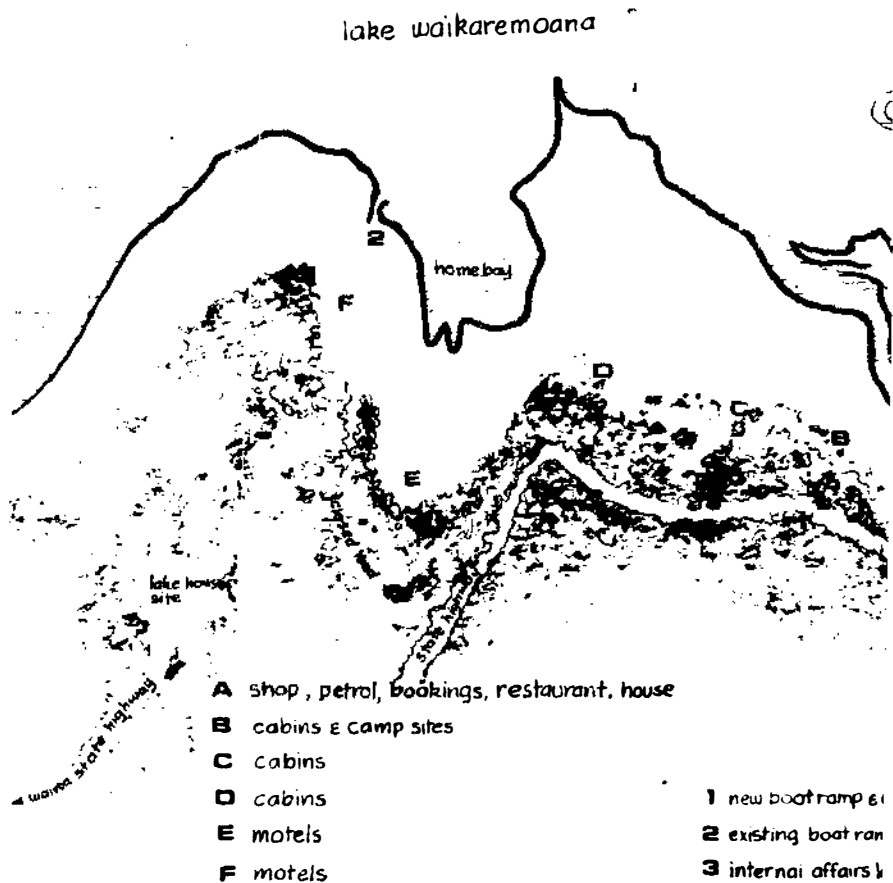 lake waikaremoana
2
home bay
F
D
C
B
E
lake house
site
state
wairoa state highway
A shop, petrol, bookings, restaurant. house
B cabins & camp sites
C cabins
D cabins
E motels
F motels
1 new boat ramp &
2 existing boat ram
3 internal affairs